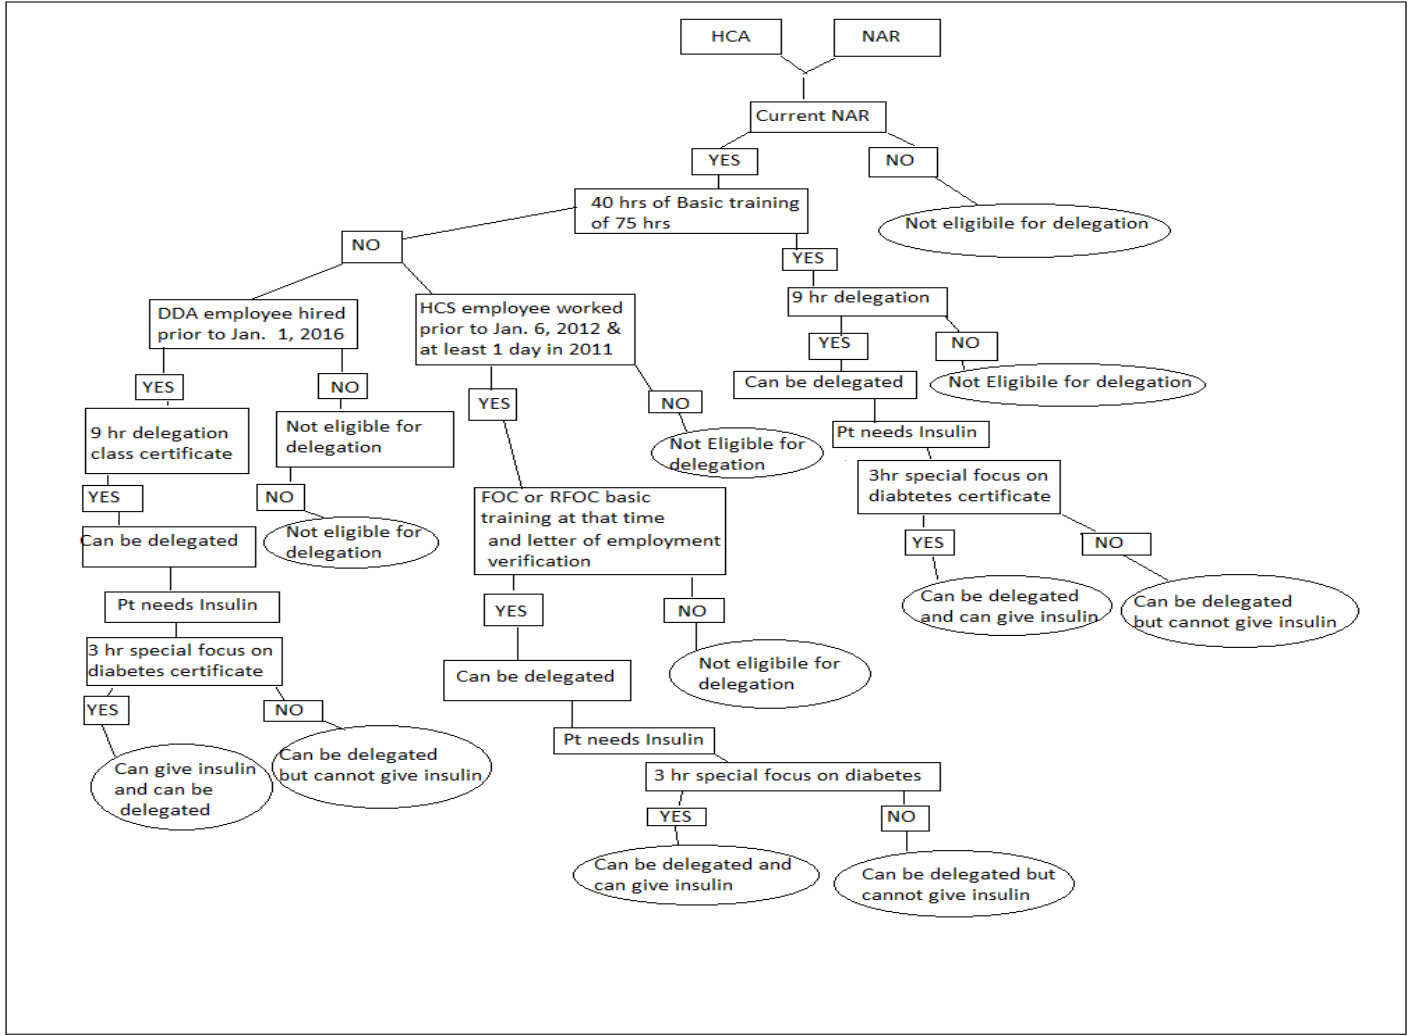 HCA
NAR
Current NAR
YES
NO
40 hrs of Basic training
of 75 hrs
Not eligibile for delegation
NO
YES
DDA employee hired
prior to Jan. 1, 2016
HCS employee worked
prior to Jan. 6, 2012 &
at least 1 day in 2011
9 hr delegation
YES
NO
YES
NO
YES
NO
Can be delegated
Not Eligibile for delegation
YES
NO
9 hr delegation
class certificate
Not eligible for
delegation
Not Eligible for
delegation
Pt needs Insulin
3hr special focus on
diabtetes certificate
YES
NO
FOC or RFOC basic
training at that time
and letter of employment
verification
Can be delegated
Not eligible for
delegation
YES
NO
Pt needs Insulin
YES
NO
Can be delegated
and can give insulin
Can be delegated
but cannot give insulin
3 hr special focus on
diabetes certificate
Can be delegated
Not eligibile for
delegation
YES
NO
Pt needs Insulin
Can give insulin
and can be
delegated
Can be delegated
but cannot give insulin
3 hr special focus on diabetes
YES
NO
Can be delegated and
can give insulin
Can be delegated but
cannot give insulin